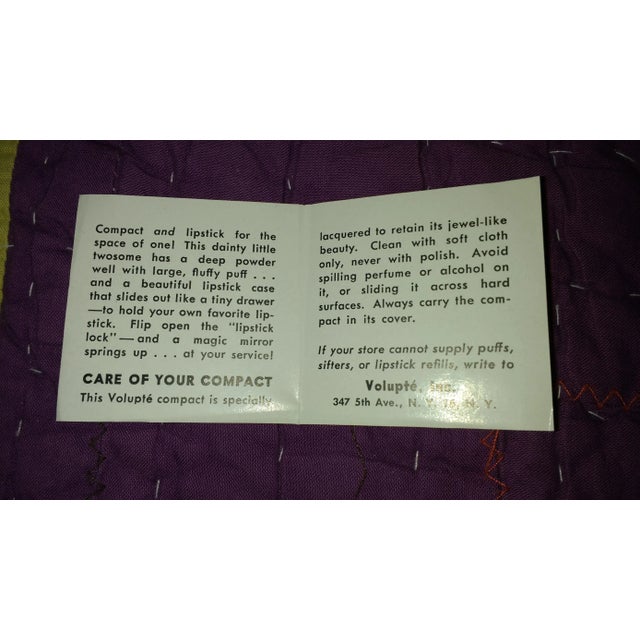 Compact and lipstick for the
space of one! This dainty little
twosome has a deep powder
well with large, fluffy puff . . .
and a beautiful lipstick case
that slides out like a tiny drawer
—to hold your own favorite lip-
stick. Flip open the "lipstick
lock"—and a magic mirror
springs up . . . at your service!
CARE OF YOUR COMPACT
This Volupté compact is specially
lacquered to retain its jewel-like
beauty. Clean with soft cloth
only, never with polish. Avoid
spilling perfume or alcohol on
it, or sliding it across hard
surfaces. Always carry the com-
pact in its cover.
If your store cannot supply puffs,
sifters, or lipstick refills, write to
Volupté, Inc.
347 5th Ave., N. Y. 16, N. Y.